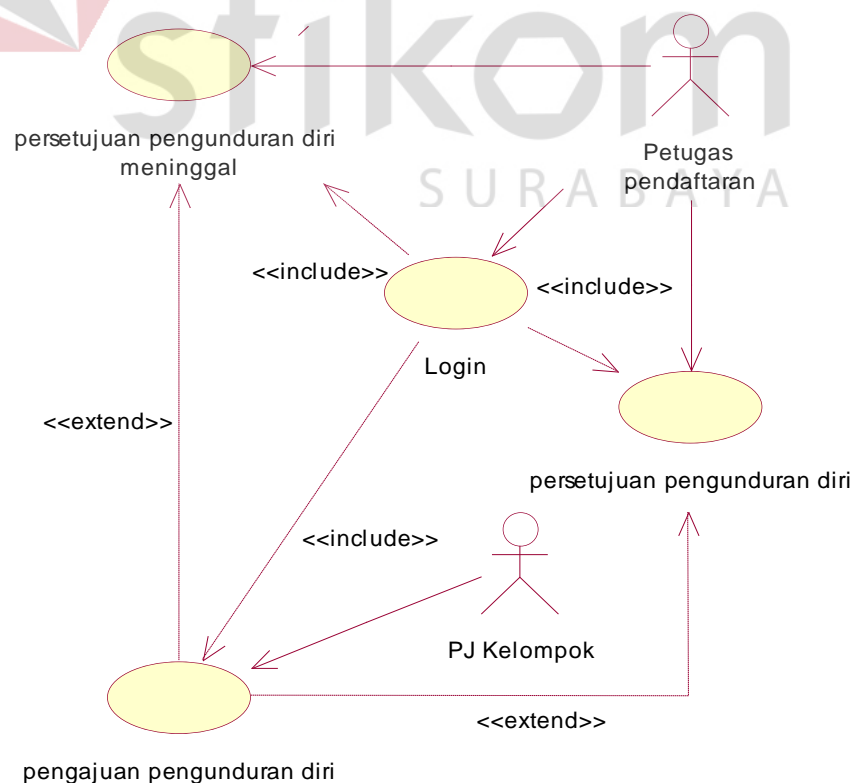 stikom
SURABAYA
persetujuan pengunduran diri
meninggal
Petugas
pendaftaran
<<include>>
<<include>>
Login
<<extend>>
persetujuan pengunduran diri
<<include>>
PJ Kelompok
<<extend>>
pengajuan pengunduran diri